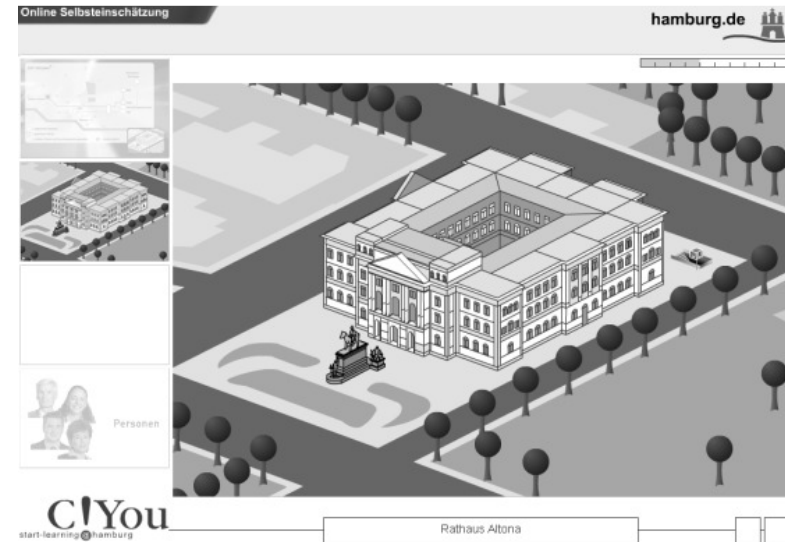 Online Selbsteinschätzung
hamburg.de
Personen
C!You
start-learning@hamburg
Rathaus Altona